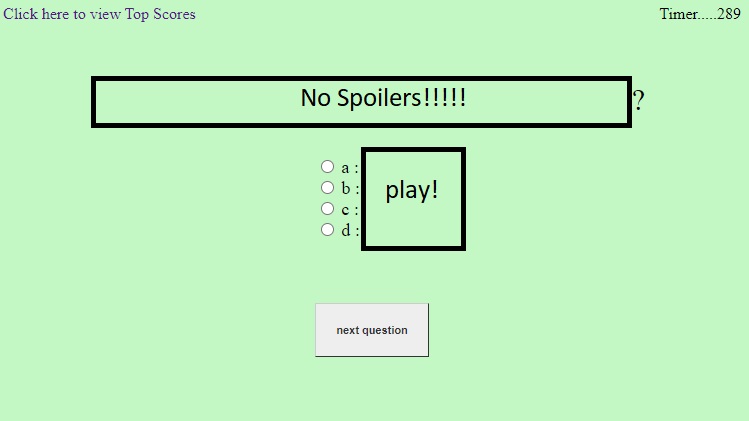 Click here to view Top Scores
Timer.....289
No Spoilers!!!!!
?
a :
b :
c :
d :
play!
next question